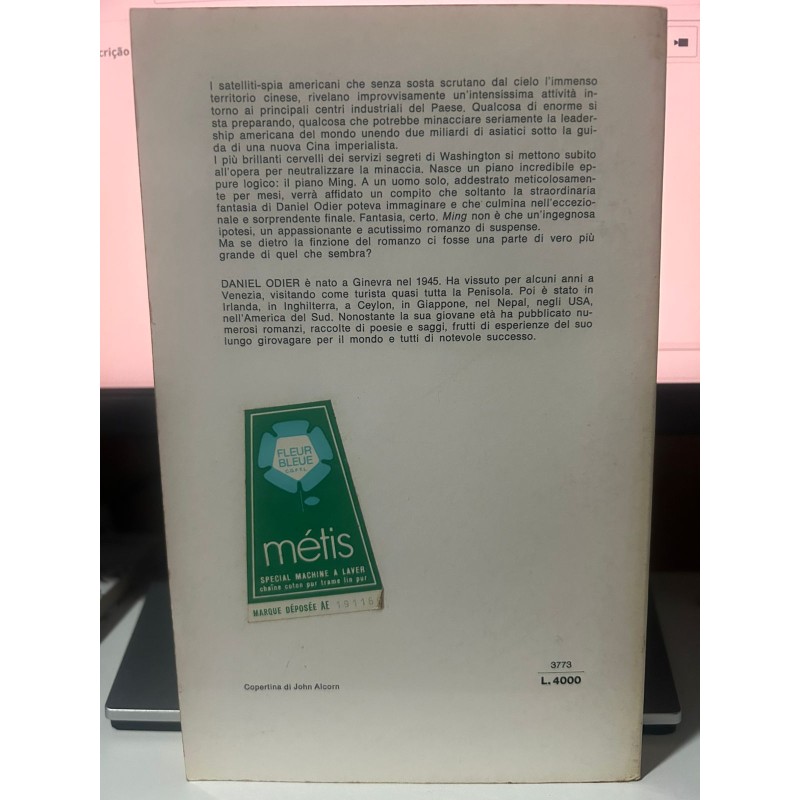 crição
I satelliti-spia americani che senza sosta scrutano dal cielo l'immenso
territorio cinese, rivelano improvvisamente un'intensissima attività in-
torno ai principali centri industriali del Paese. Qualcosa di enorme si
sta preparando, qualcosa che potrebbe minacciare seriamente la leader-
ship americana del mondo unendo due miliardi di asiatici sotto la gui-
da di una nuova Cina imperialista.
I più brillanti cervelli dei servizi segreti di Washington si mettono subito
all'opera per neutralizzare la minaccia. Nasce un piano incredibile ep-
pure logico: il piano Ming. A un uomo solo, addestrato meticolosamen-
te per mesi, verrà affidato un compito che soltanto la straordinaria
fantasia di Daniel Odier poteva immaginare e che culmina nell'eccezio-
nale e sorprendente finale. Fantasia, certo. Ming non è che un'ingegnosa
ipotesi, un appassionante e acutissimo romanzo di suspense.
Ma se dietro la finzione del romanzo ci fosse una parte di vero più
grande di quel che sembra?
DANIEL ODIER è nato a Ginevra nel 1945. Ha vissuto per alcuni anni a
Venezia, visitando come turista quasi tutta la Penisola. Poi è stato in
Irlanda, in Inghilterra, a Ceylon, in Giappone, nel Nepal, negli USA,
nell'America del Sud. Nonostante la sua giovane età ha pubblicato nu-
merosi romanzi, raccolte di poesie e saggi, frutti di esperienze del suo
lungo girovagare per il mondo e tutti di notevole successo.
FLEUR
BLEUE
métis
SPECIAL MACHINE A LAVER
chaîne coton pur trame lin pur
MARQUE DÉPOSÉE AE
3773
L. 4000
Copertina di John Alcorn